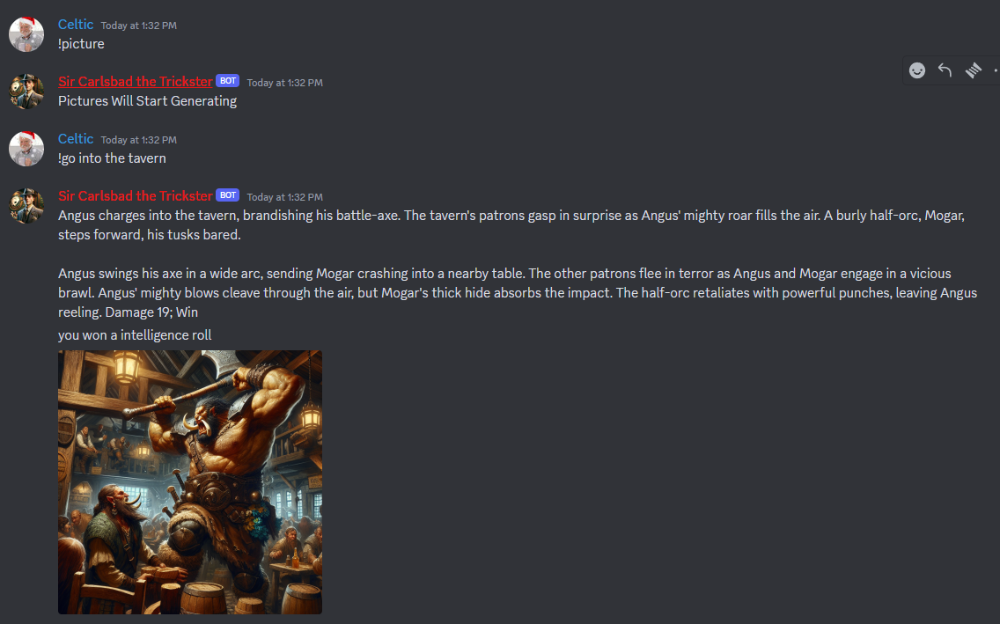 Celtic Today at 1:32 PM
!picture
Sir Carlsbad the Trickster BOT Today at 1:32 PM
Pictures Will Start Generating
Celtic Today at 1:32 PM
!go into the tavern
Sir Carlsbad the Trickster BOT Today at 1:32 PM
Angus charges into the tavern, brandishing his battle-axe. The tavern's patrons gasp in surprise as Angus' mighty roar fills the air. A burly half-orc, Mogar,
steps forward, his tusks bared.
Angus swings his axe in a wide arc, sending Mogar crashing into a nearby table. The other patrons flee in terror as Angus and Mogar engage in a vicious
brawl. Angus' mighty blows cleave through the air, but Mogar's thick hide absorbs the impact. The half-orc retaliates with powerful punches, leaving Angus
reeling. Damage 19; Win
you won a intelligence roll